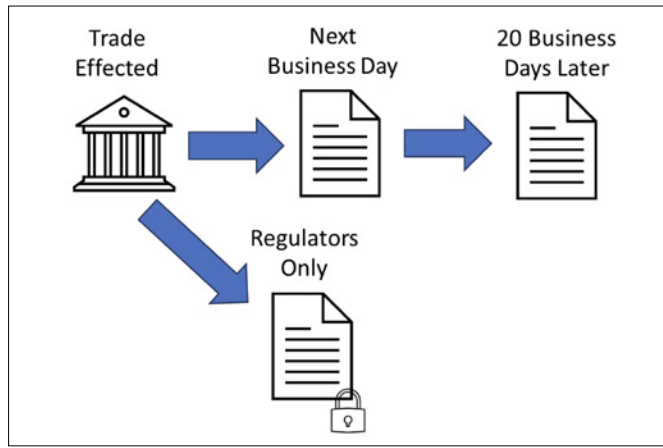 Trade
Effected
Next
Business Day
20 Business
Days Later
Regulators
Only